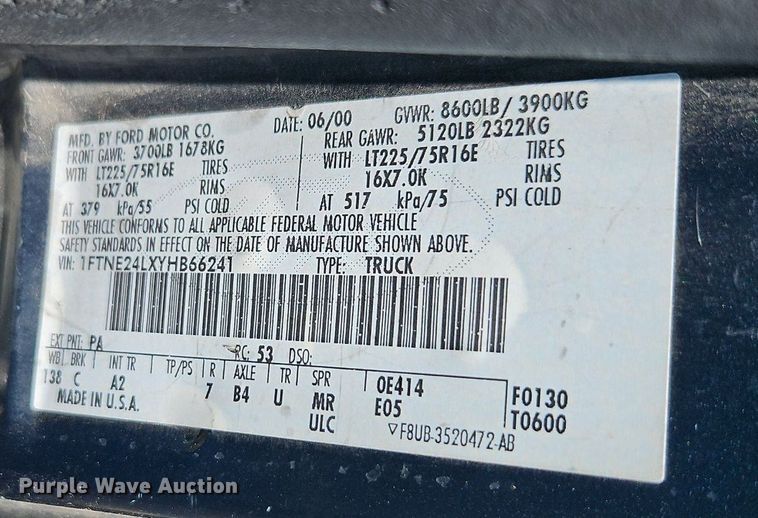 MFD. BY FORD MOTOR CO. DATE: 06/00 GVWR: 8600LB/ 3900KG
FRONT GAWR: 3700LB 1678KG REAR GAWR: 5120LB 2322KG
WITH LT225/75R16E TIRES WITH LT225/75R16E TIRES
16X7.0K RIMS 16X7.0K RIMS
AT 379 kPa/55 PSI COLD AT 517 kPa/75 PSI COLD
THIS VEHICLE CONFORMS TO ALL APPLICABLE FEDERAL MOTOR VEHICLE
SAFETY STANDARDS IN EFFECT ON THE DATE OF MANUFACTURE SHOWN ABOVE.
VIN: 1FTNE24LXYHB66241 TYPE: TRUCK
EXT PNT: PA RC: 53 DSO:
WB BRK INT TR TP/PS R AXLE TR SPR 0E414 F0130
138 C A2 7 B4 U MR E05 T0600
MADE IN U.S.A. ULC ▽F8UB-3520472-AB
Purple Wave Auction